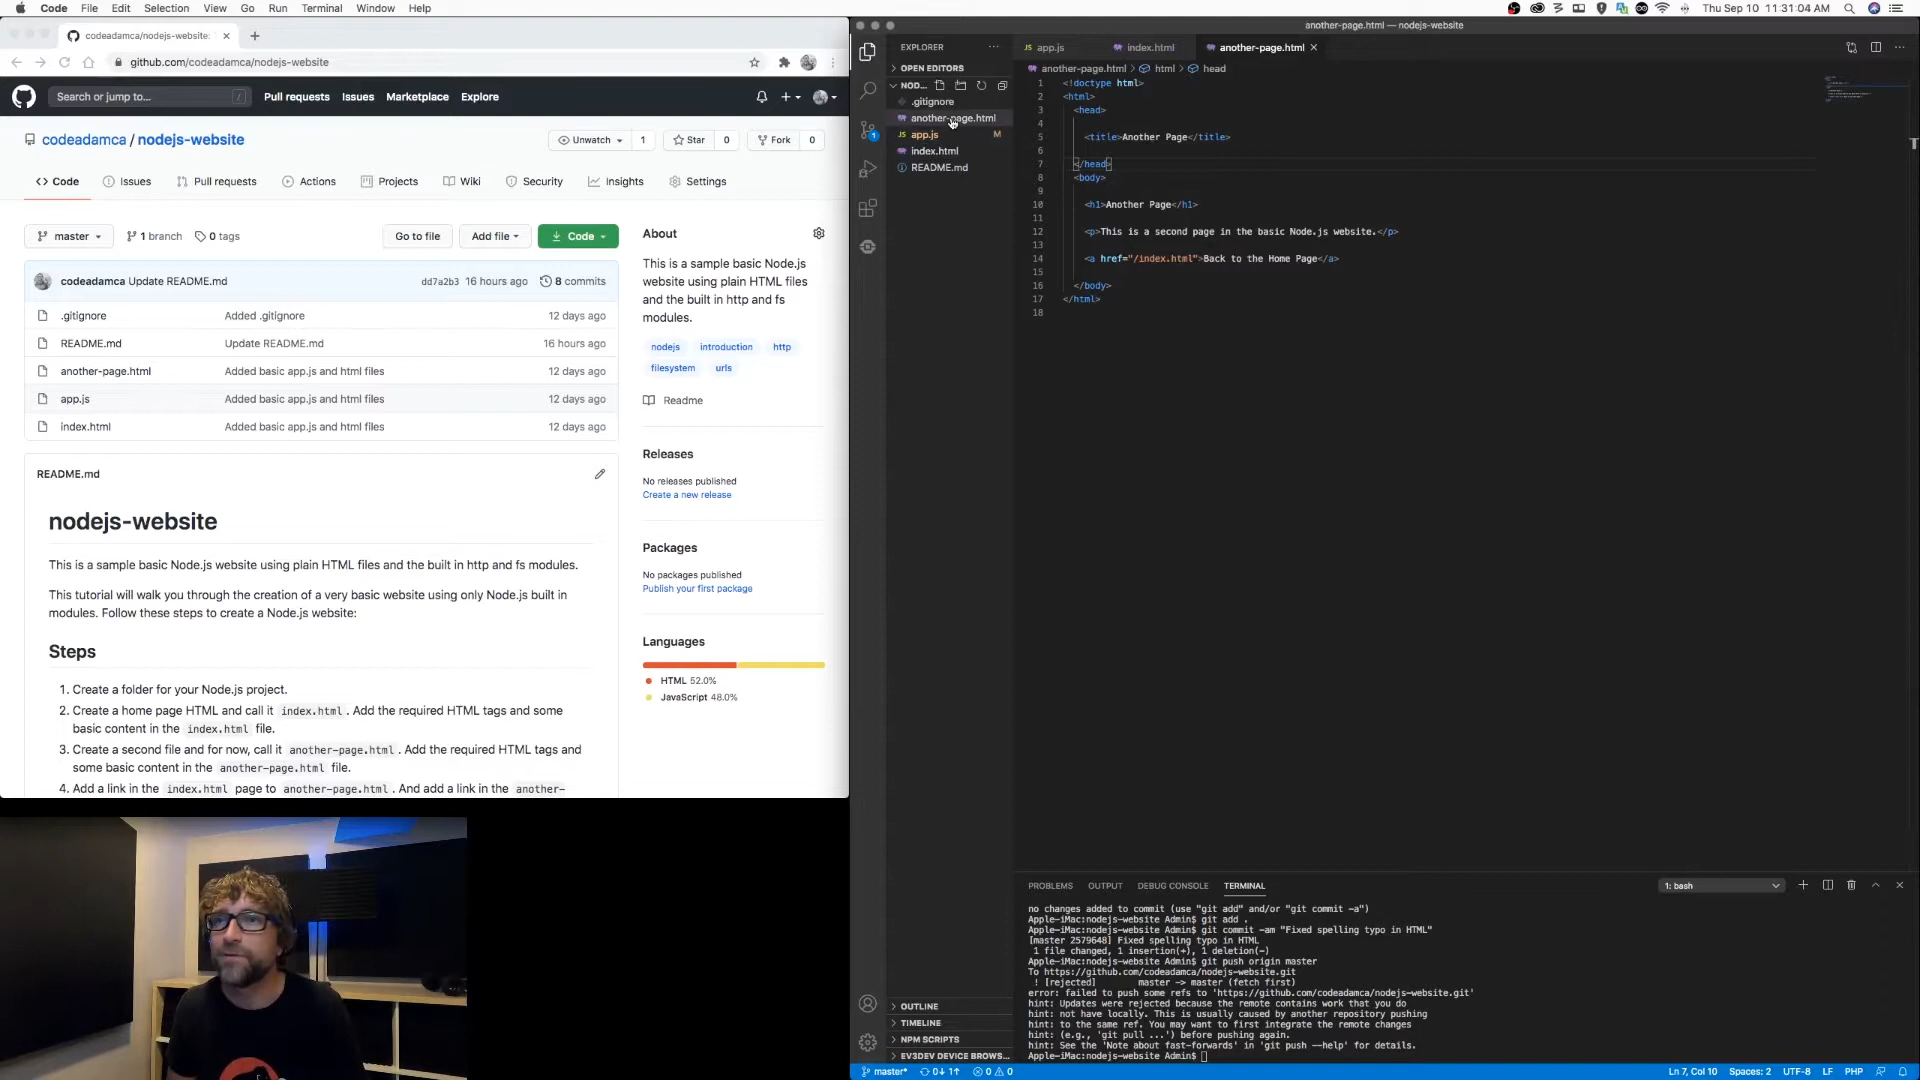 Code File Edit Selection View Go Run Terminal Window Help
Thu Sep 10 11:31:04 AM
codeadamca/nodejs-website:
github.com/codeadamca/nodejs-website
Search or jump to... /
Pull requests Issues Marketplace Explore
codeadamca / nodejs-website
Unwatch 1 Star 0 Fork 0
Code Issues Pull requests Actions Projects Wiki Security Insights Settings
master 1 branch 0 tags Go to file Add file Code
codeadamca Update README.md dd7a2b3 16 hours ago 8 commits
.gitignore Added .gitignore 12 days ago
README.md Update README.md 16 hours ago
another-page.html Added basic app.js and html files 12 days ago
app.js Added basic app.js and html files 12 days ago
index.html Added basic app.js and html files 12 days ago
README.md
nodejs-website
This is a sample basic Node.js website using plain HTML files and the built in http and fs modules.
This tutorial will walk you through the creation of a very basic website using only Node.js built in
modules. Follow these steps to create a Node.js website:
Steps
1. Create a folder for your Node.js project.
2. Create a home page HTML and call it index.html . Add the required HTML tags and some
basic content in the index.html file.
3. Create a second file and for now, call it another-page.html . Add the required HTML tags and
some basic content in the another-page.html file.
4. Add a link in the index.html page to another-page.html . And add a link in the another-
About
This is a sample basic Node.js
website using plain HTML files
and the built in http and fs
modules.
nodejs introduction http
filesystem urls
Readme
Releases
No releases published
Create a new release
Packages
No packages published
Publish your first package
Languages
HTML 52.0%
JavaScript 48.0%
another-page.html — nodejs-website
EXPLORER
OPEN EDITORS
NOD...
.gitignore
another-page.html
app.js M
index.html
README.md
1
OUTLINE
TIMELINE
NPM SCRIPTS
EV3DEV DEVICE BROWS...
app.js index.html another-page.html
another-page.html > html > head
1 <!doctype html>
2 <html>
3 <head>
4
5 <title>Another Page</title>
6
7 </head>
8 <body>
9
10 <h1>Another Page</h1>
11
12 <p>This is a second page in the basic Node.js website.</p>
13
14 <a href="/index.html">Back to the Home Page</a>
15
16 </body>
17 </html>
18
PROBLEMS OUTPUT DEBUG CONSOLE TERMINAL 1: bash
no changes added to commit (use "git add" and/or "git commit -a")
Apple-iMac:nodejs-website Admin$ git add .
Apple-iMac:nodejs-website Admin$ git commit -am "Fixed spelling typo in HTML"
[master 2579648] Fixed spelling typo in HTML
1 file changed, 1 insertion(+), 1 deletion(-)
Apple-iMac:nodejs-website Admin$ git push origin master
To https://github.com/codeadamca/nodejs-website.git
! [rejected] master -> master (fetch first)
error: failed to push some refs to 'https://github.com/codeadamca/nodejs-website.git'
hint: Updates were rejected because the remote contains work that you do
hint: not have locally. This is usually caused by another repository pushing
hint: to the same ref. You may want to first integrate the remote changes
hint: (e.g., 'git pull ...') before pushing again.
hint: See the 'Note about fast-forwards' in 'git push --help' for details.
Apple-iMac:nodejs-website Admin$
master* 0↓ 1↑ 0 0 Ln 7, Col 10 Spaces: 2 UTF-8 LF PHP